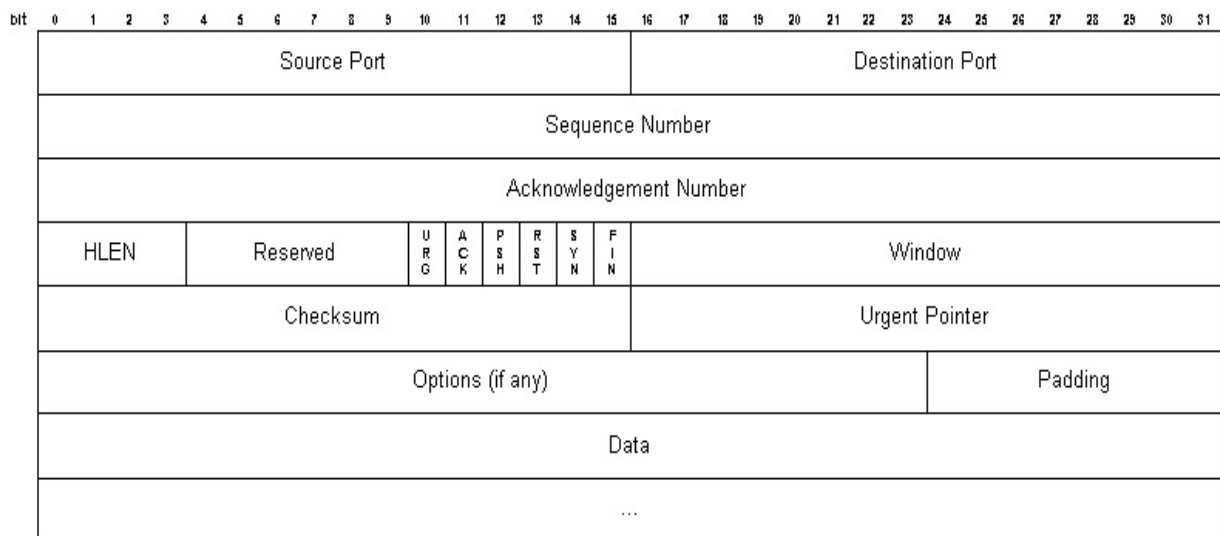 bit 0 1 2 3 4 5 6 7 8 9 10 11 12 13 14 15 16 17 18 19 20 21 22 23 24 25 26 27 28 29 30 31
Source Port Destination Port
Sequence Number
Acknowledgement Number
HLEN Reserved URG ACK PSH RST SYN FIN Window
Checksum Urgent Pointer
Options (if any) Padding
Data
...